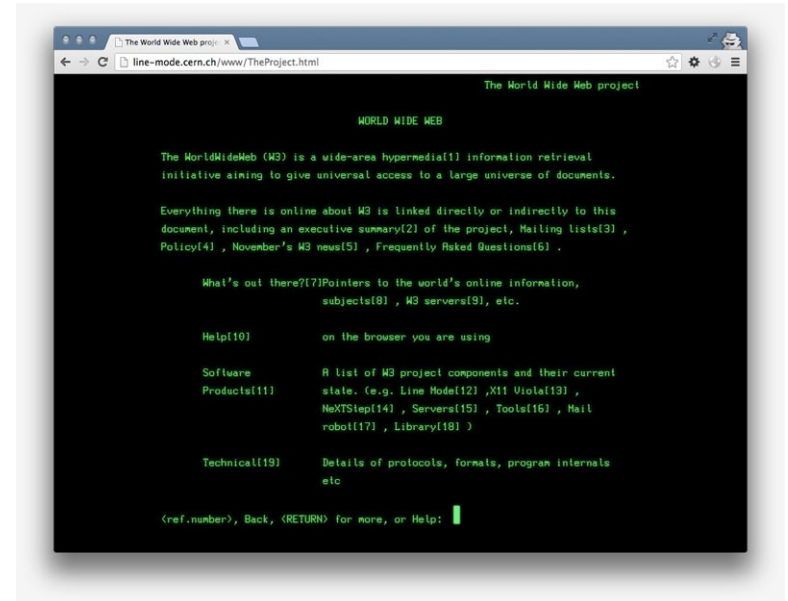 The World Wide Web proje
line-mode.cern.ch/www/TheProject.html
The World Wide Web project
WORLD WIDE WEB
The WorldWideWeb (W3) is a wide-area hypermedia[1] information retrieval
initiative aiming to give universal access to a large universe of documents.
Everything there is online about W3 is linked directly or indirectly to this
document, including an executive summary[2] of the project, Mailing lists[3] ,
Policy[4] , November's W3 news[5] , Frequently Asked Questions[6] .
What's out there?[7]Pointers to the world's online information,
subjects[8] , W3 servers[9], etc.
Help[10] on the browser you are using
Software A list of W3 project components and their current
Products[11] state. (e.g. Line Mode[12] ,X11 Viola[13] ,
NeXTStep[14] , Servers[15] , Tools[16] , Mail
robot[17] , Library[18] )
Technical[19] Details of protocols, formats, program internals
etc
<ref.number>, Back, <RETURN> for more, or Help: